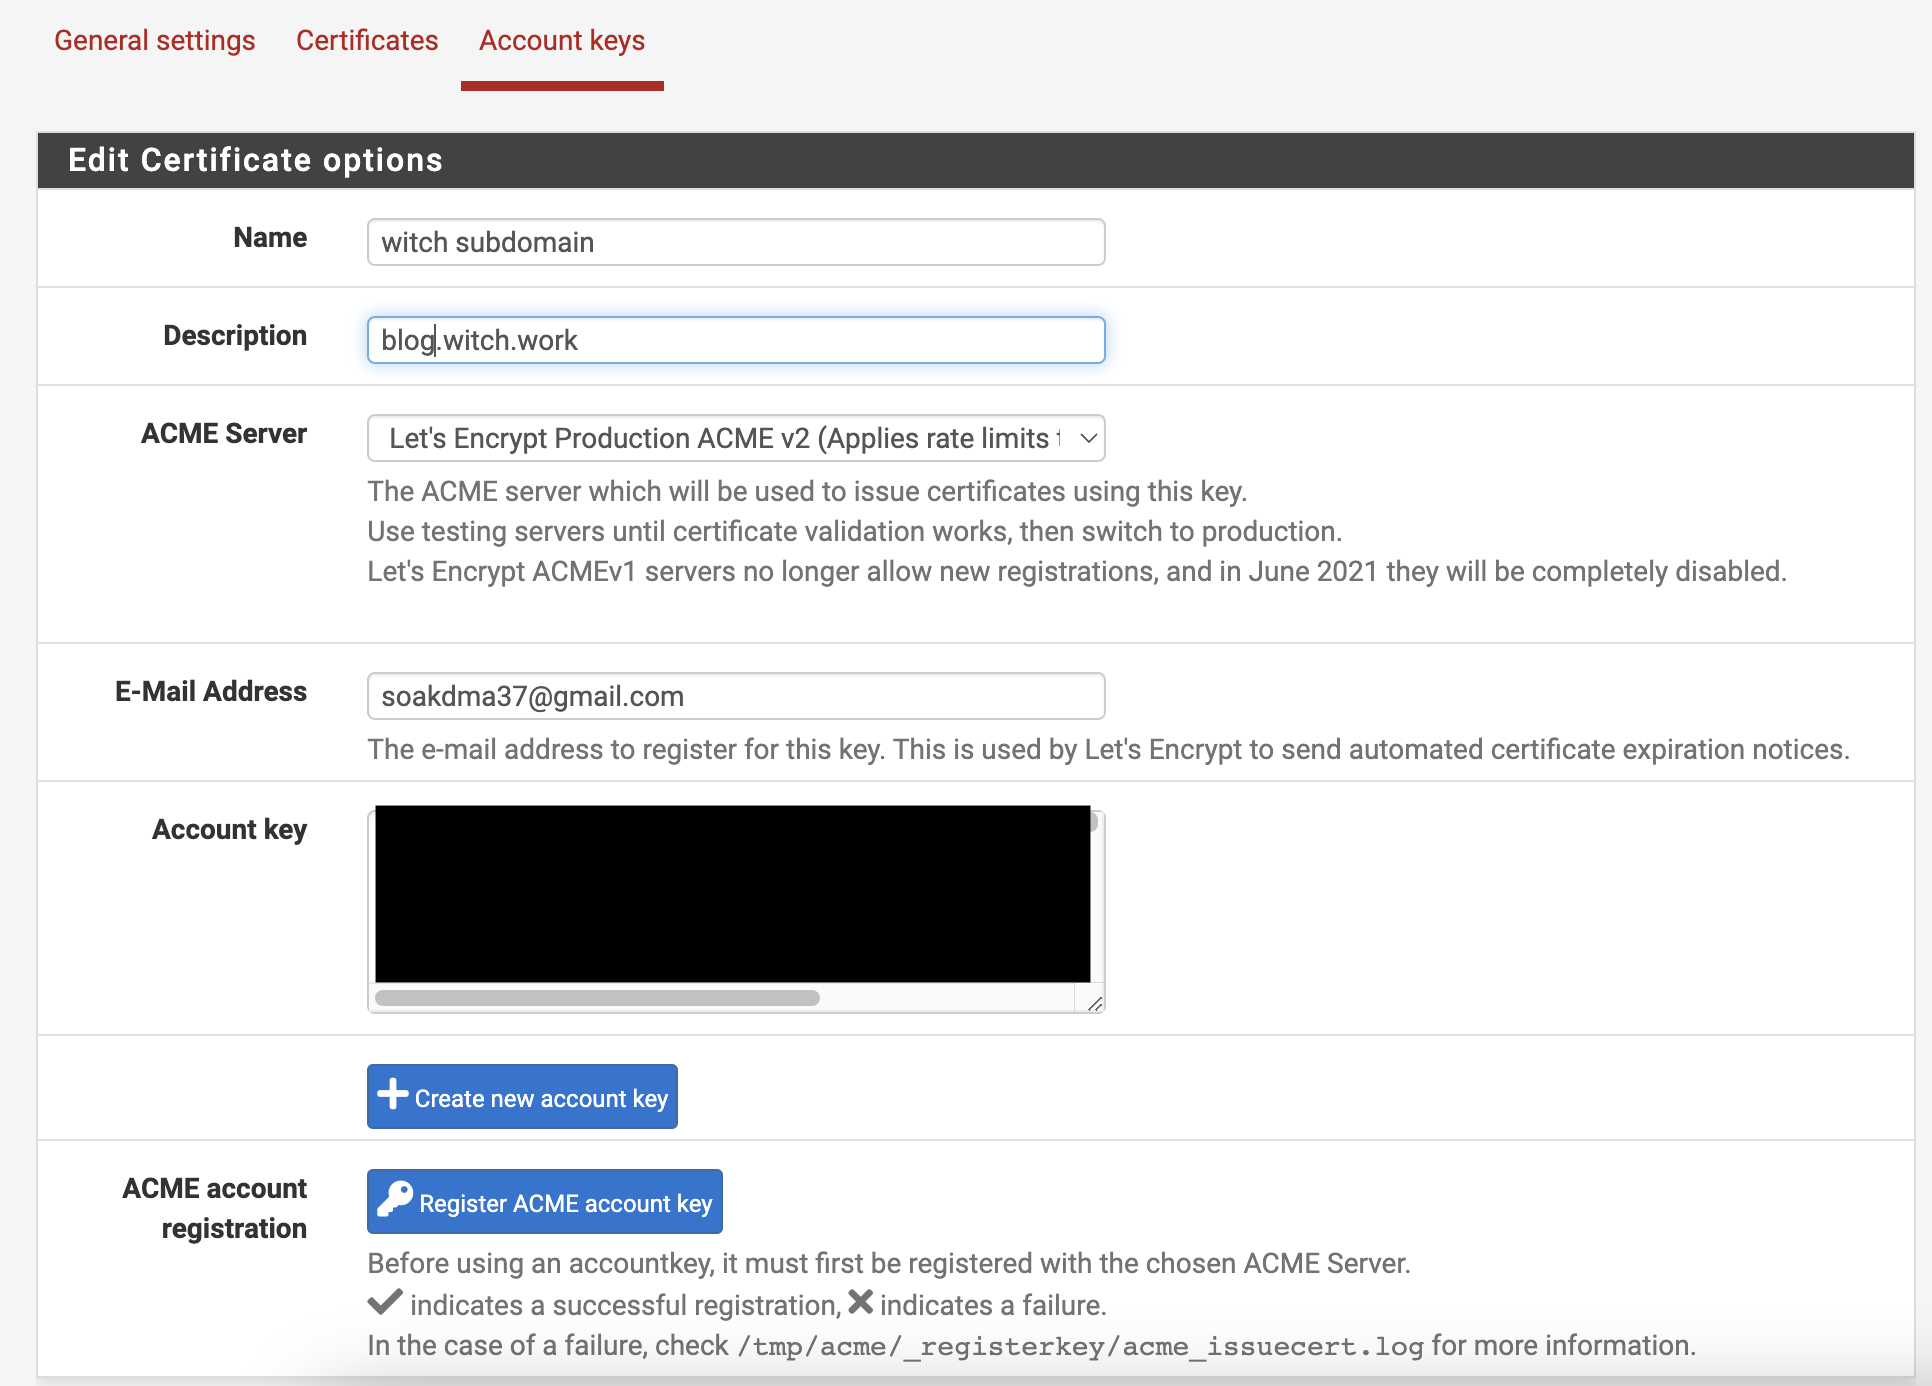 General settings Certificates Account keys
Edit Certificate options
Name witch subdomain
Description blog.witch.work
ACME Server Let's Encrypt Production ACME v2 (Applies rate limits
The ACME server which will be used to issue certificates using this key.
Use testing servers until certificate validation works, then switch to production.
Let's Encrypt ACMEv1 servers no longer allow new registrations, and in June 2021 they will be completely disabled.
E-Mail Address soakdma37@gmail.com
The e-mail address to register for this key. This is used by Let's Encrypt to send automated certificate expiration notices.
Account key
Create new account key
ACME account registration
Register ACME account key
Before using an accountkey, it must first be registered with the chosen ACME Server.
indicates a successful registration, indicates a failure.
In the case of a failure, check /tmp/acme/_registerkey/acme_issuecert.log for more information.